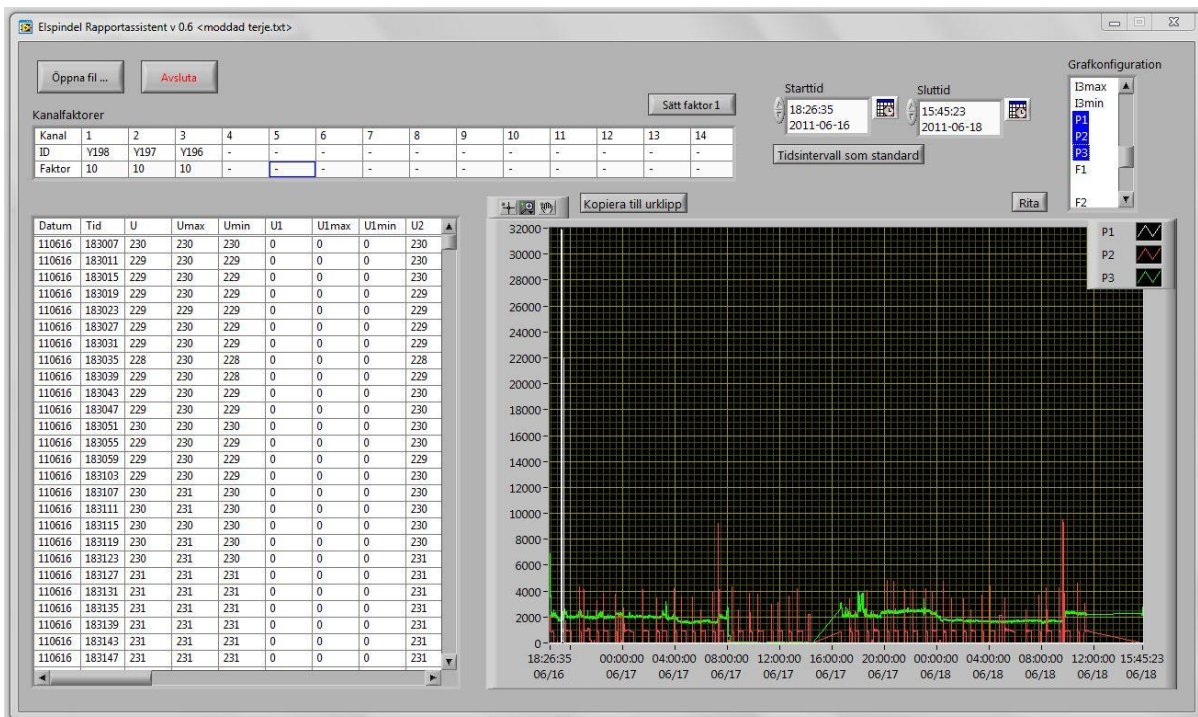 Elspindel Rapportassistent v 0.6 <moddad terje.txt>
Öppna fil ...
Avsluta
Kanalfaktorer
Sätt faktor 1
Starttid
18:26:35
2011-06-16
Sluttid
15:45:23
2011-06-18
Tidsintervall som standard
Grafkonfiguration
I3max
I3min
P1
P2
P3
F1
F2
Kanal 1 2 3 4 5 6 7 8 9 10 11 12 13 14
ID Y198 Y197 Y196 - - - - - - - - - - -
Faktor 10 10 10 - - - - - - - - - - -
Kopiera till urklipp
Rita
Datum Tid U Umax Umin U1 U1max U1min U2
110616 183007 230 230 230 0 0 0 230
110616 183011 229 230 229 0 0 0 229
110616 183015 229 230 229 0 0 0 229
110616 183019 229 230 229 0 0 0 229
110616 183023 229 229 229 0 0 0 229
110616 183027 229 230 229 0 0 0 229
110616 183031 229 230 229 0 0 0 229
110616 183035 228 230 228 0 0 0 228
110616 183039 229 230 228 0 0 0 229
110616 183043 229 230 229 0 0 0 230
110616 183047 229 230 229 0 0 0 230
110616 183051 230 230 230 0 0 0 230
110616 183055 229 230 229 0 0 0 230
110616 183059 229 230 229 0 0 0 229
110616 183103 229 230 229 0 0 0 230
110616 183107 230 231 230 0 0 0 230
110616 183111 230 231 230 0 0 0 230
110616 183115 230 230 230 0 0 0 230
110616 183119 230 231 230 0 0 0 230
110616 183123 230 231 230 0 0 0 231
110616 183127 231 231 231 0 0 0 231
110616 183131 231 231 231 0 0 0 231
110616 183135 231 231 231 0 0 0 231
110616 183139 231 231 231 0 0 0 231
110616 183143 231 231 231 0 0 0 231
110616 183147 231 231 231 0 0 0 231
32000
30000
28000
26000
24000
22000
20000
18000
16000
14000
12000
10000
8000
6000
4000
2000
0
P1
P2
P3
18:26:35 00:00:00 04:00:00 08:00:00 12:00:00 16:00:00 20:00:00 00:00:00 04:00:00 08:00:00 12:00:00 15:45:23
06/16 06/17 06/17 06/17 06/17 06/17 06/17 06/18 06/18 06/18 06/18 06/18